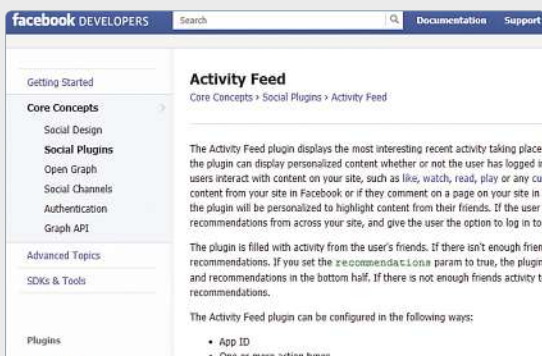 facebook DEVELOPERS
Search
Documentation Support
Getting Started
Core Concepts
Social Design
Social Plugins
Open Graph
Social Channels
Authentication
Graph API
Advanced Topics
SDKs & Tools
Plugins
Activity Feed
Core Concepts › Social Plugins › Activity Feed
The Activity Feed plugin displays the most interesting recent activity taking place
the plugin can display personalized content whether or not the user has logged i
users interact with content on your site, such as like, watch, read, play or any cu
content from your site in Facebook or if they comment on a page on your site in
the plugin will be personalized to highlight content from their friends. If the user
recommendations from across your site, and give the user the option to log in to
The plugin is filled with activity from the user's friends. If there isn't enough frien
recommendations. If you set the recommendations param to true, the plugin
and recommendations in the bottom half. If there is not enough friends activity t
recommendations.
The Activity Feed plugin can be configured in the following ways:
• App ID
• One or more action types